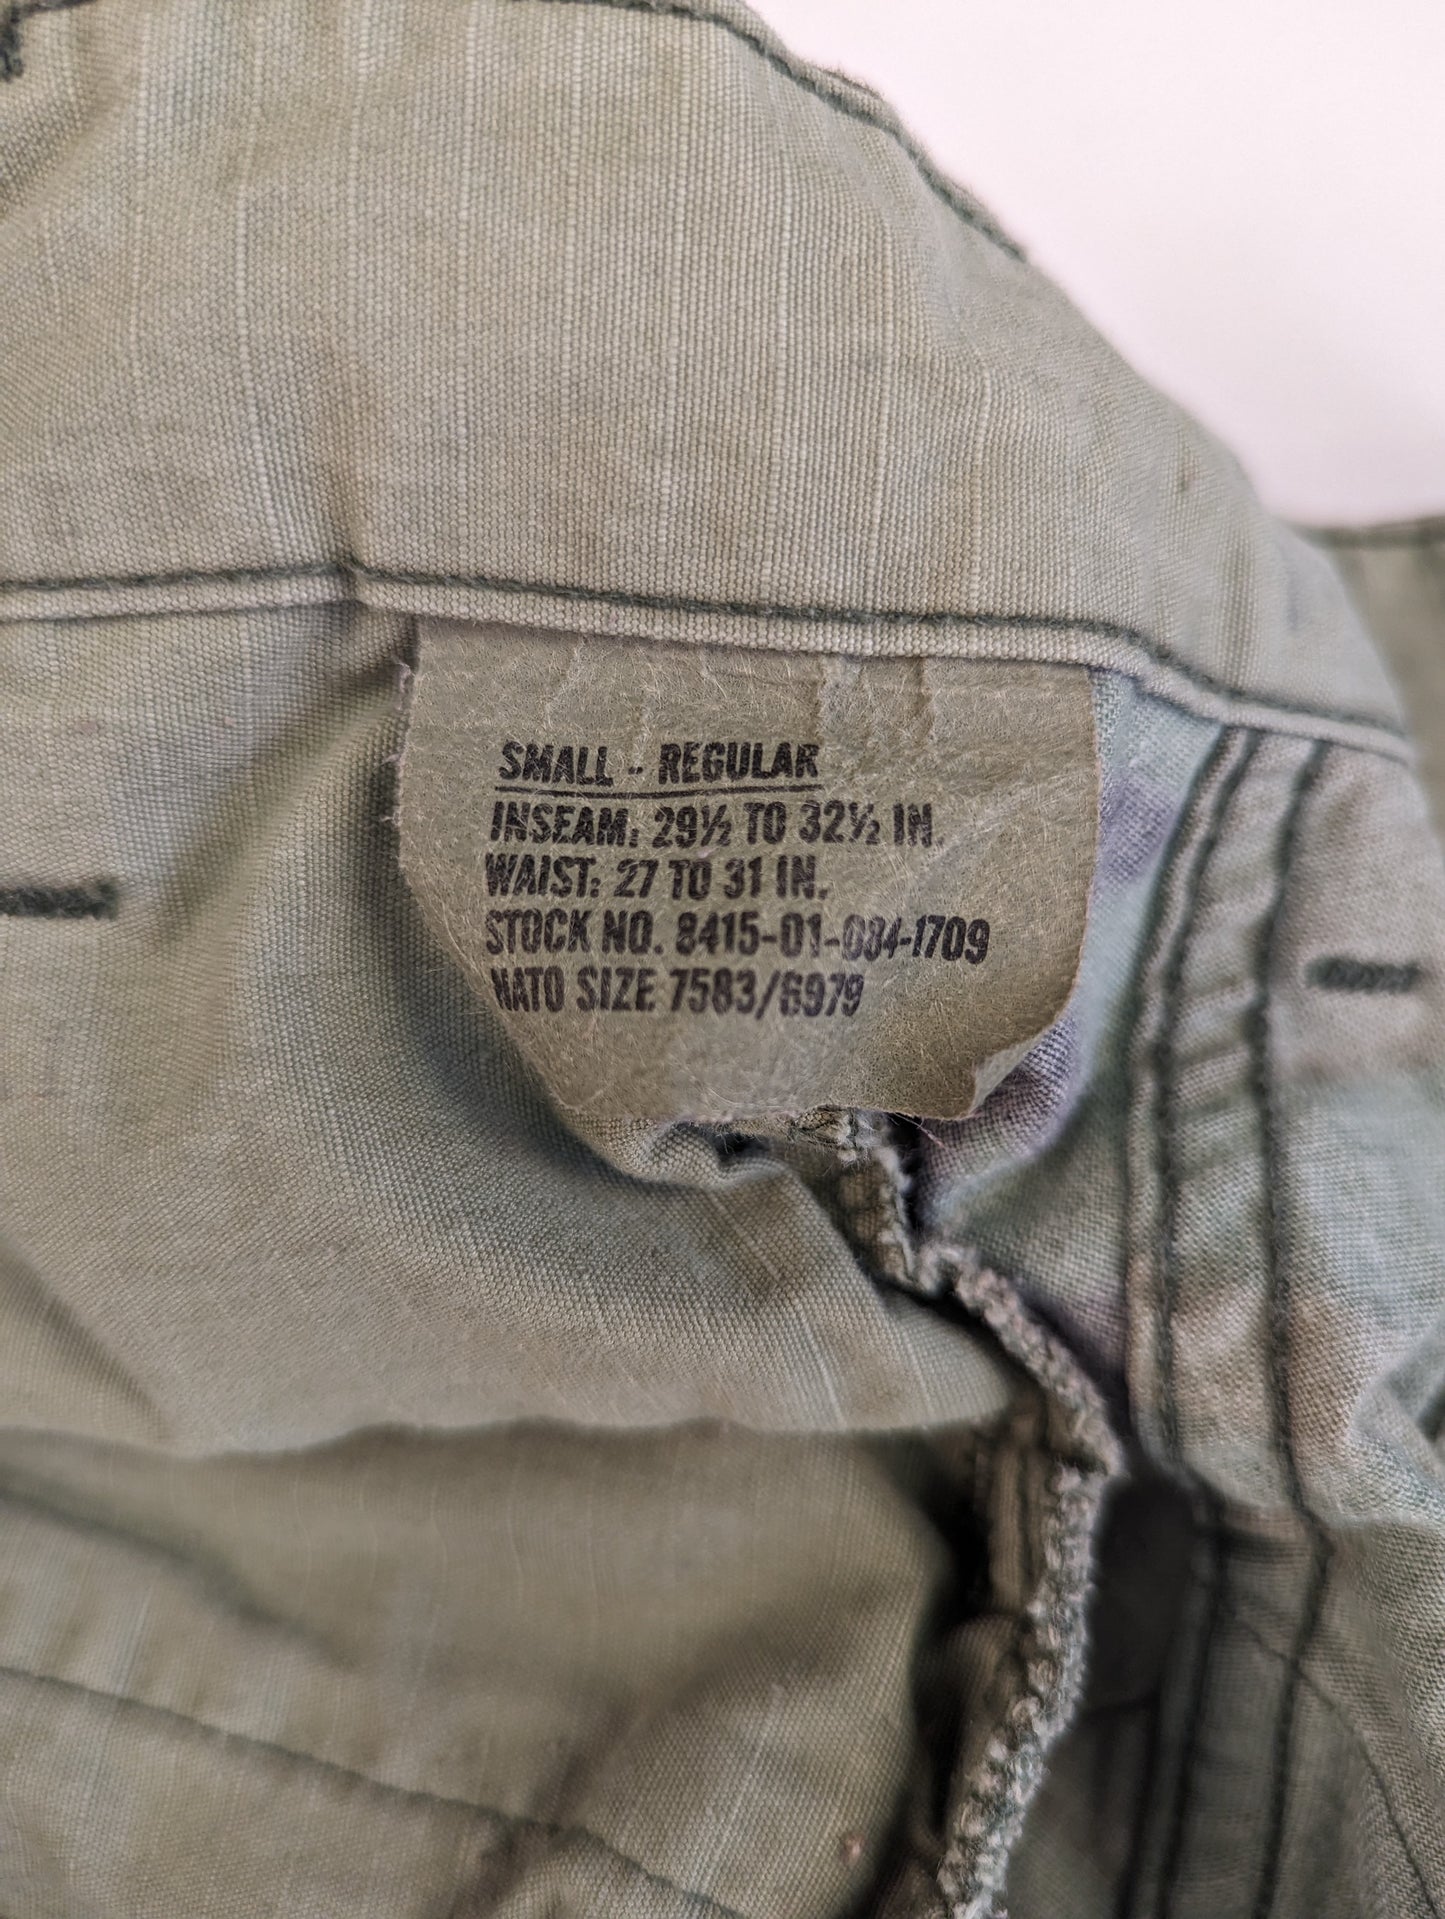 SMALL - REGULAR
INSEAM: 29½ TO 32½ IN.
WAIST: 27 TO 31 IN.
STOCK NO. 8415-01-084-1709
NATO SIZE 7583/6979